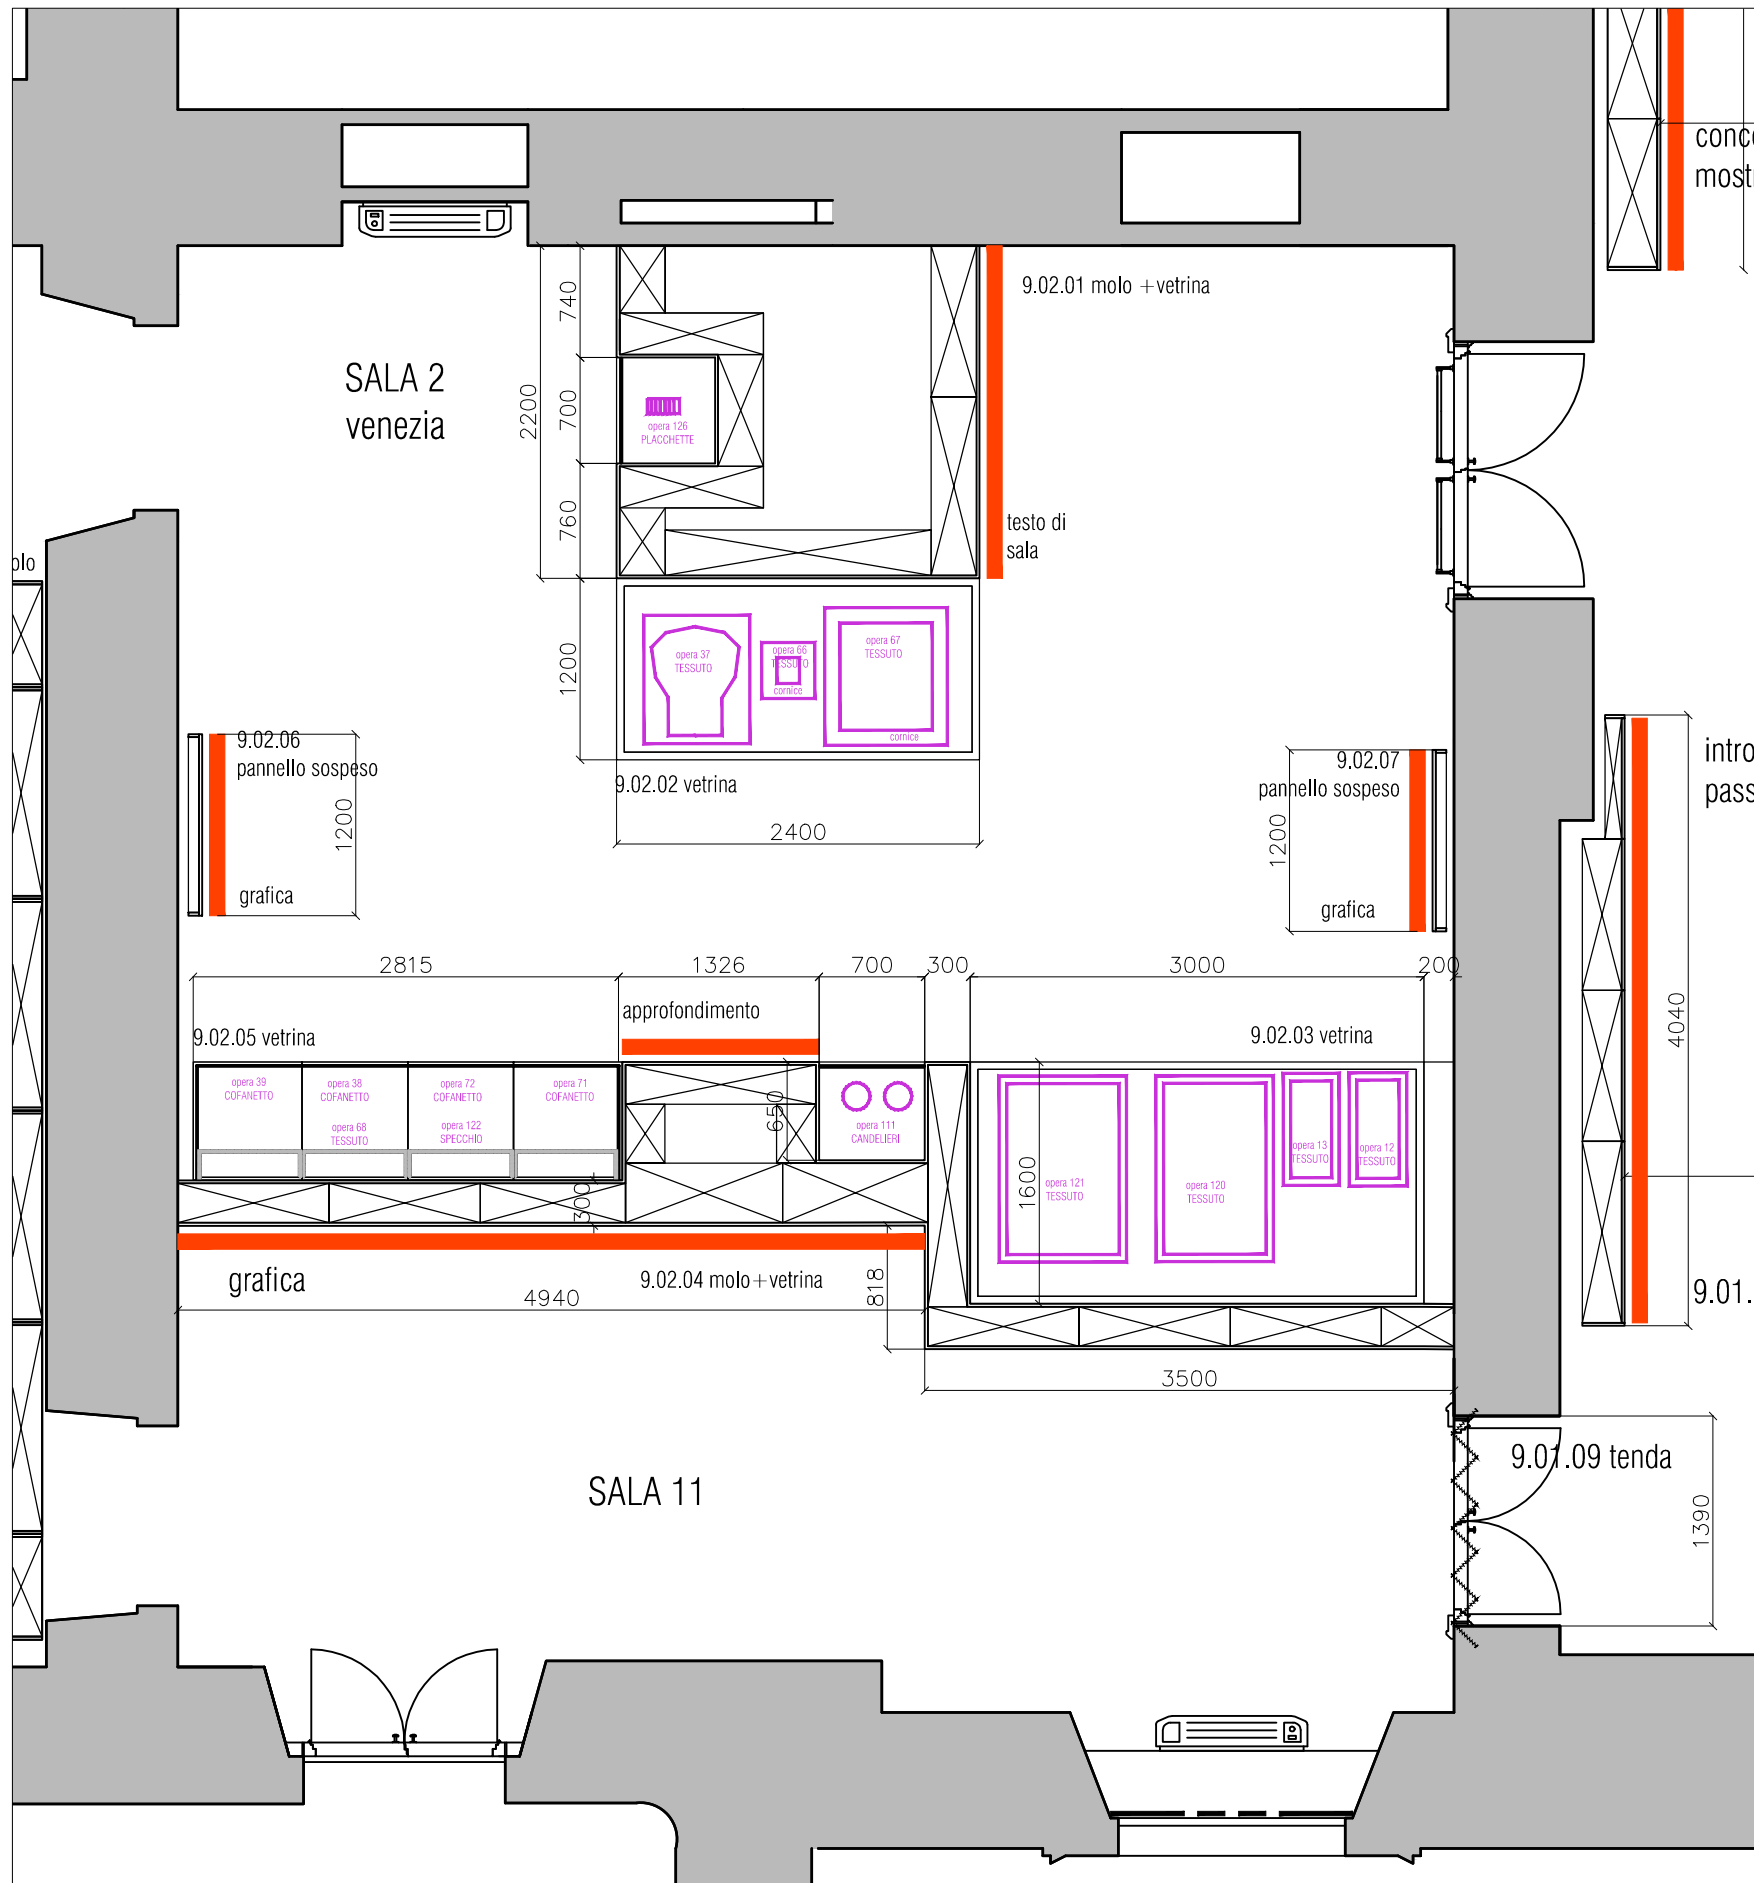 9.02.01 molo +vetrina
SALA 2
venezia
740
700
760
2200
opera 126
PLACCHETTE
testo di
sala
1200
opera 37
TESSUTO
opera 66
TESSUTO
cornice
opera 67
TESSUTO
cornice
9.02.02 vetrina
2400
9.02.06
pannello sospeso
1200
grafica
9.02.07
pannello sospeso
1200
grafica
2815
1326
700
300
3000
200
approfondimento
9.02.05 vetrina
9.02.03 vetrina
opera 39
COFANETTO
opera 38
COFANETTO
opera 68
TESSUTO
opera 72
COFANETTO
opera 122
SPECCHIO
opera 71
COFANETTO
650
opera 111
CANDELIERI
opera 121
TESSUTO
opera 120
TESSUTO
opera 13
TESSUTO
opera 12
TESSUTO
1600
300
grafica
9.02.04 molo+vetrina
4940
818
3500
4040
9.01.
SALA 11
9.01.09 tenda
1390